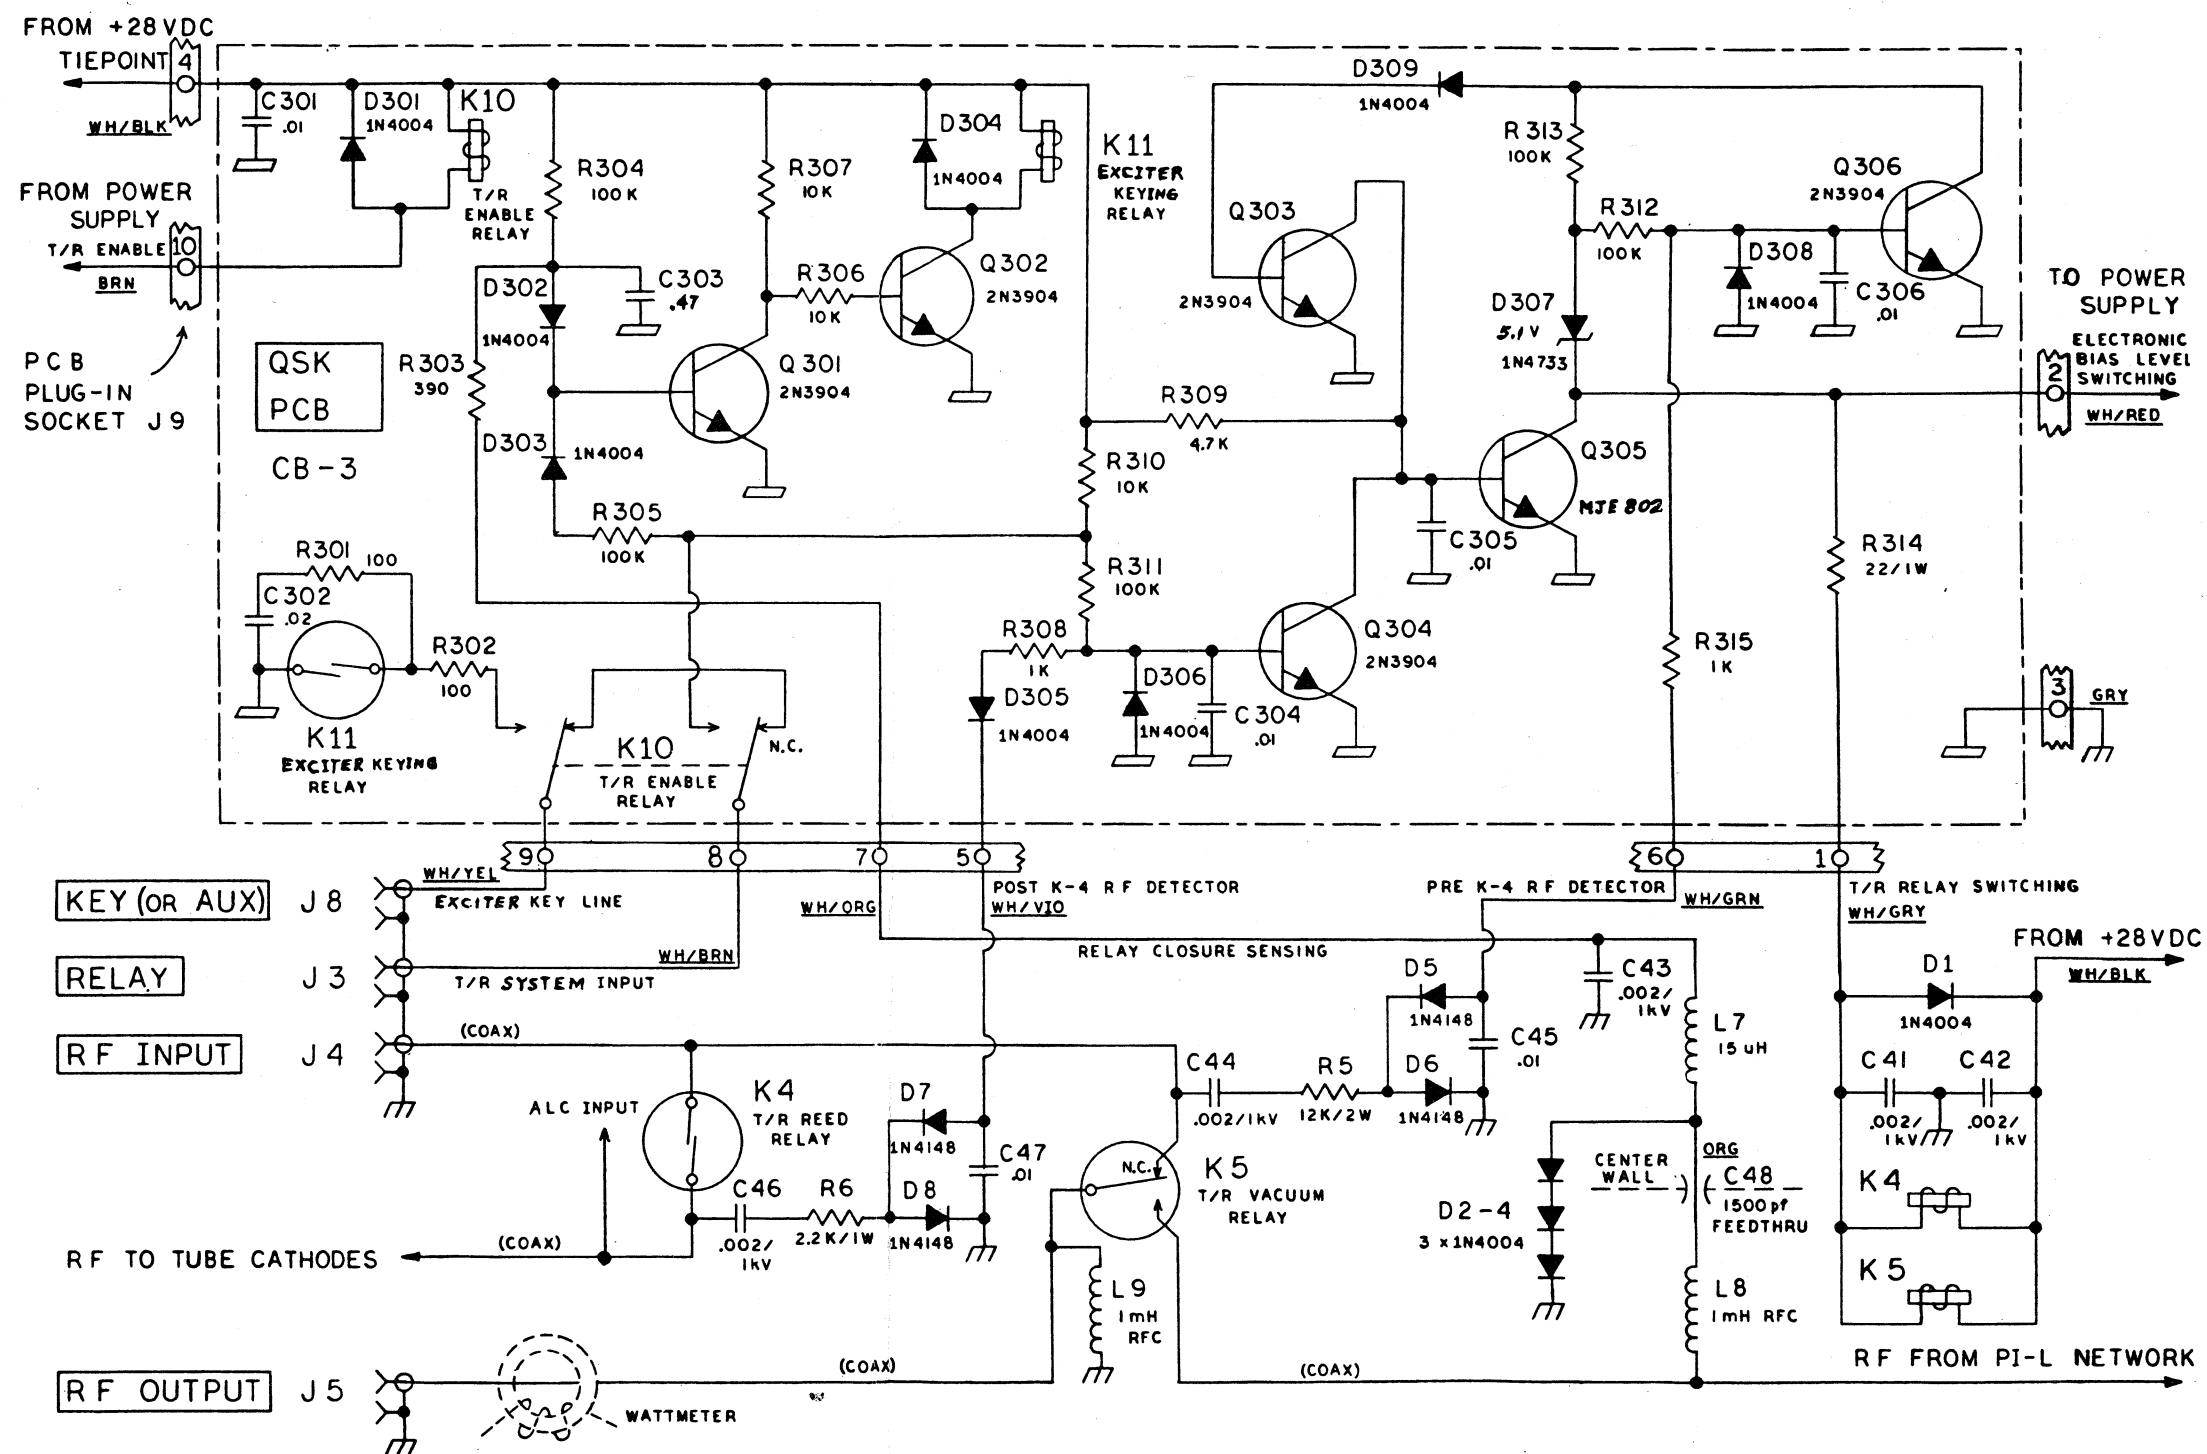 FROM +28VDC
TIEPOINT
4
WH/BLK
FROM POWER
SUPPLY
T/R ENABLE
10
BRN
PCB
PLUG-IN
SOCKET J9
C301
.01
D301
1N4004
K10
T/R
ENABLE
RELAY
R304
100K
R307
10K
D304
1N4004
K11
EXCITER
KEYING
RELAY
D302
1N4004
C303
.47
R306
10K
Q302
2N3904
QSK
PCB
CB-3
R303
390
D303
1N4004
Q301
2N3904
R305
100K
R301
100
C302
.02
R302
100
K11
EXCITER KEYING
RELAY
K10
T/R ENABLE
RELAY
N.C.
D309
1N4004
Q303
2N3904
R313
100K
R312
100K
Q306
2N3904
D308
1N4004
C306
.01
D307
5.1V
1N4733
R309
4.7K
R310
10K
R311
100K
Q305
MJE 802
C305
.01
R308
1K
D305
1N4004
D306
1N4004
C304
.01
Q304
2N3904
R314
22/1W
R315
1K
TO POWER
SUPPLY
ELECTRONIC
BIAS LEVEL
SWITCHING
2
WH/RED
3
GRY
9
8
7
5
6
1
KEY (OR AUX)
J8
WH/YEL
EXCITER KEY LINE
RELAY
J3
WH/BRN
T/R SYSTEM INPUT
WH/ORG
POST K-4 RF DETECTOR
WH/VIO
PRE K-4 RF DETECTOR
WH/GRN
T/R RELAY SWITCHING
WH/GRY
FROM +28VDC
WH/BLK
RELAY CLOSURE SENSING
RF INPUT
J4
(COAX)
ALC INPUT
K4
T/R REED
RELAY
D7
1N4148
C47
.01
C46
.002/
1kV
R6
2.2K/1W
D8
1N4148
RF TO TUBE CATHODES
(COAX)
C44
.002/1kV
R5
12K/2W
D5
1N4148
D6
1N4148
C45
.01
N.C.
K5
T/R VACUUM
RELAY
L9
1mH
RFC
C43
.002/
1kV
L7
15 uH
CENTER
WALL
ORG
C48
1500pf
FEEDTHRU
D2-4
3 x 1N4004
L8
1mH RFC
D1
1N4004
C41
.002/
1kV
C42
.002/
1kV
K4
K5
RF OUTPUT
J5
WATTMETER
(COAX)
(COAX)
RF FROM PI-L NETWORK